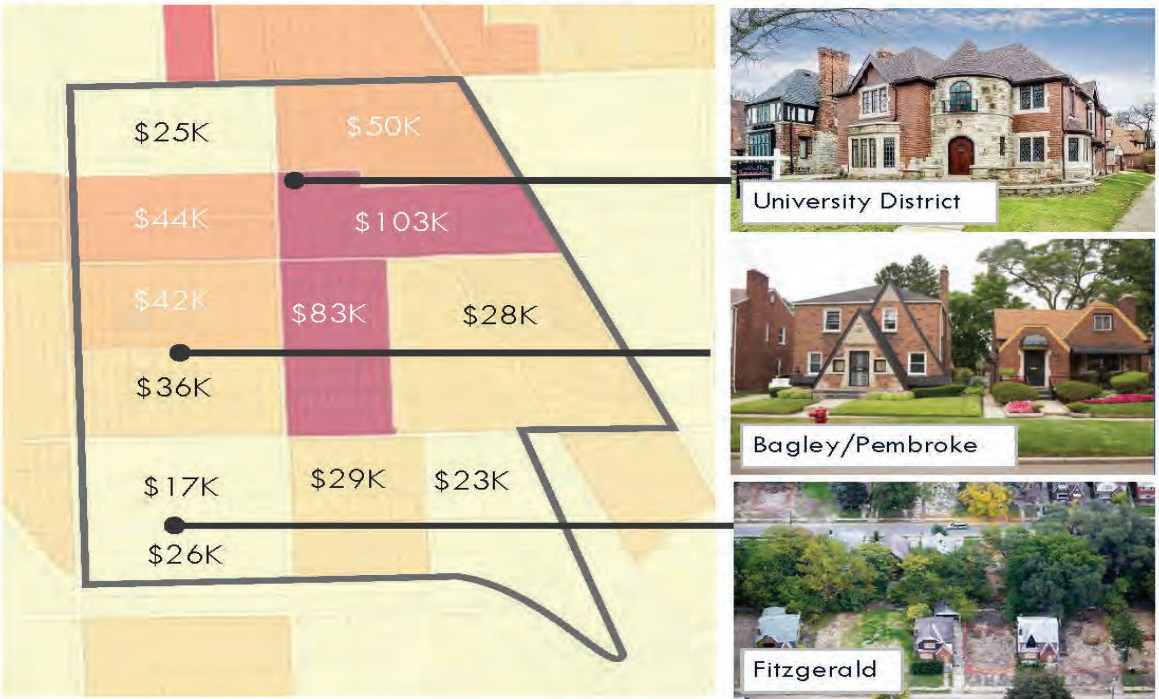 $25K
$50K
$44K
$103K
$42K
$83K
$28K
$36K
$17K
$29K
$23K
$26K
University District
Bagley/Pembroke
Fitzgerald